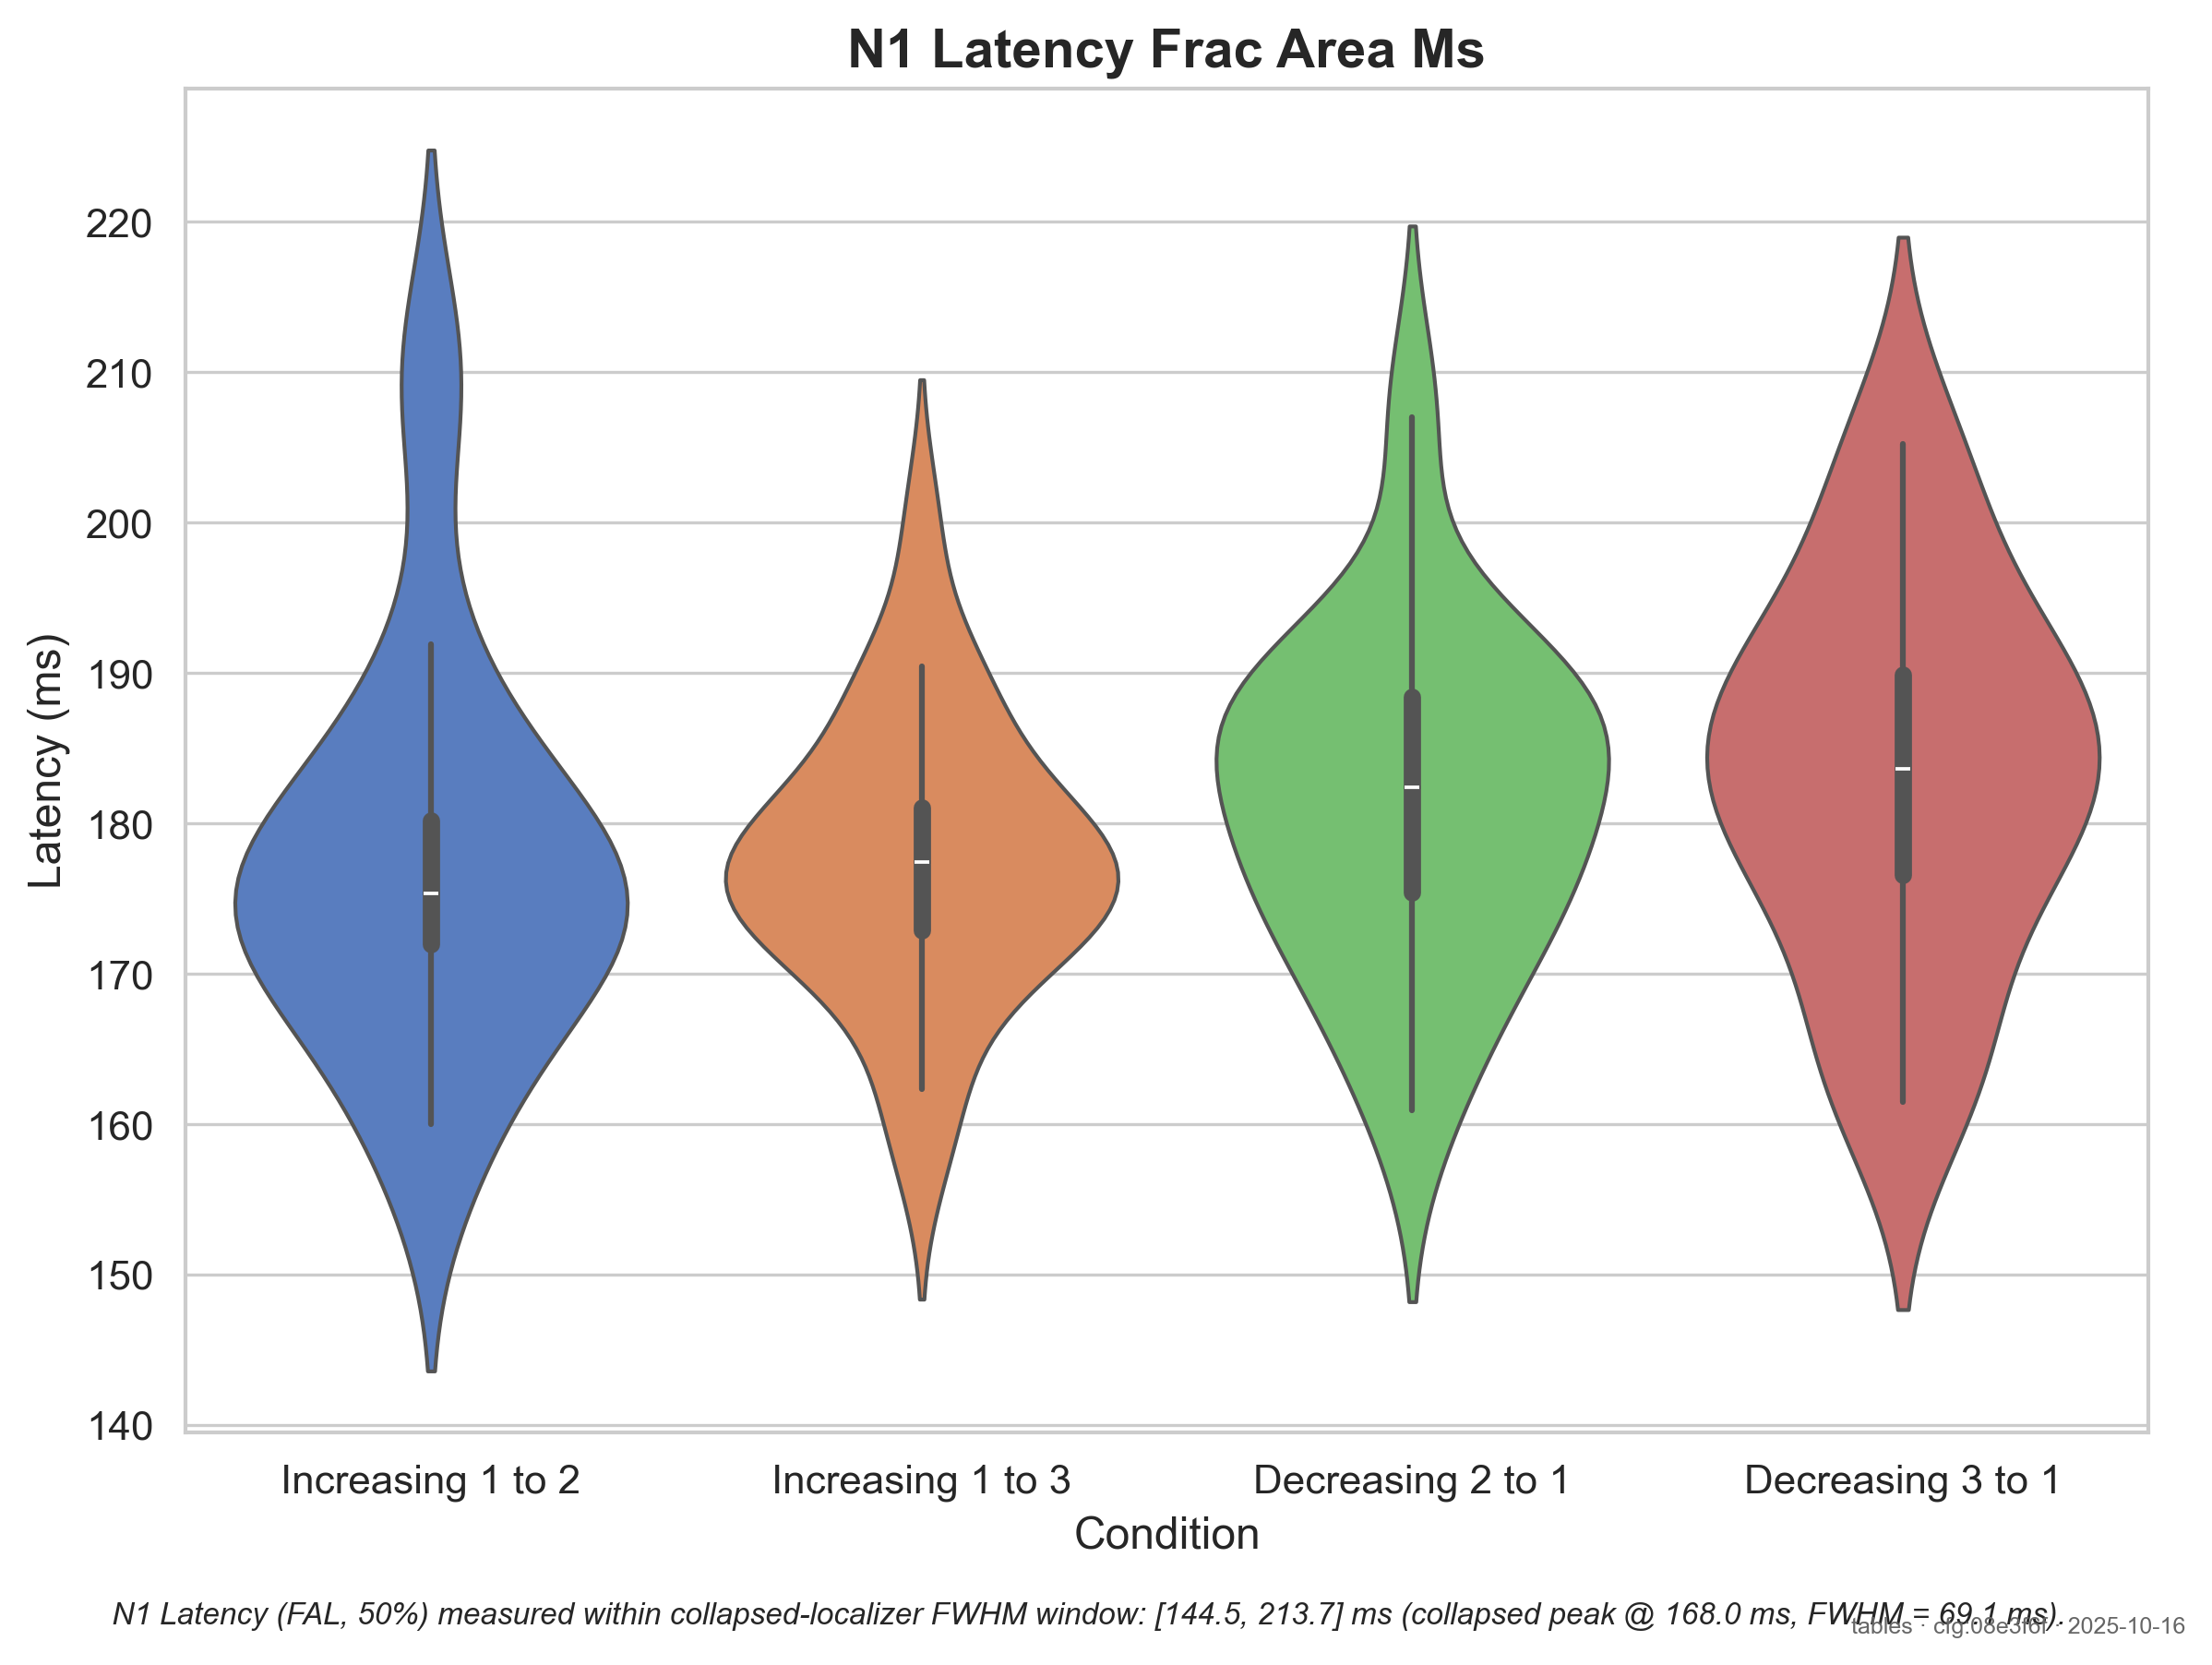 N1 Latency Frac Area Ms
Latency (ms)
220
210
200
190
180
170
160
150
140
Increasing 1 to 2
Increasing 1 to 3
Decreasing 2 to 1
Decreasing 3 to 1
Condition
N1 Latency (FAL, 50%) measured within collapsed-localizer FWHM window: [144.5, 213.7] ms (collapsed peak @ 168.0 ms, FWHM = 69.1 ms).
tables · cfg:08e3f6f · 2025-10-16